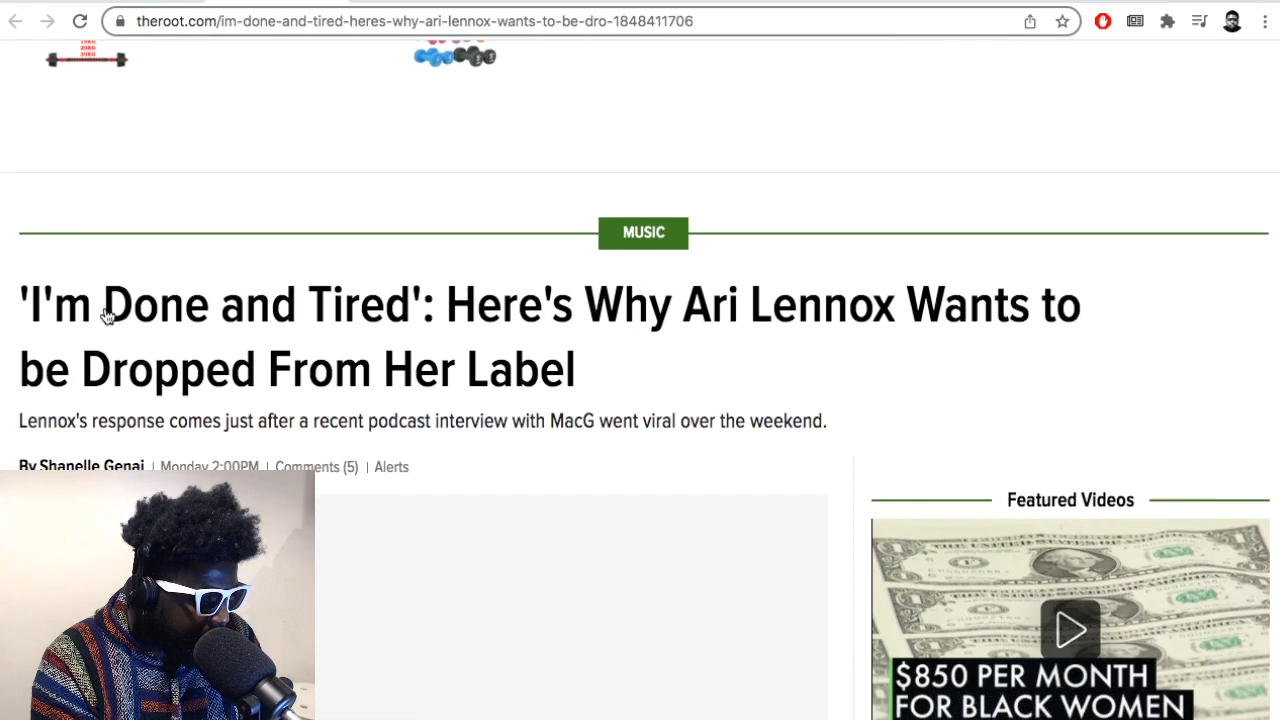 theroot.com/im-done-and-tired-heres-why-ari-lennox-wants-to-be-dro-1848411706
20KG
MUSIC
'I'm Done and Tired': Here's Why Ari Lennox Wants to
be Dropped From Her Label
Lennox's response comes just after a recent podcast interview with MacG went viral over the weekend.
By Shanelle Genai | Monday 2:00PM | Comments (5) | Alerts
Featured Videos
$850 PER MONTH
FOR BLACK WOMEN